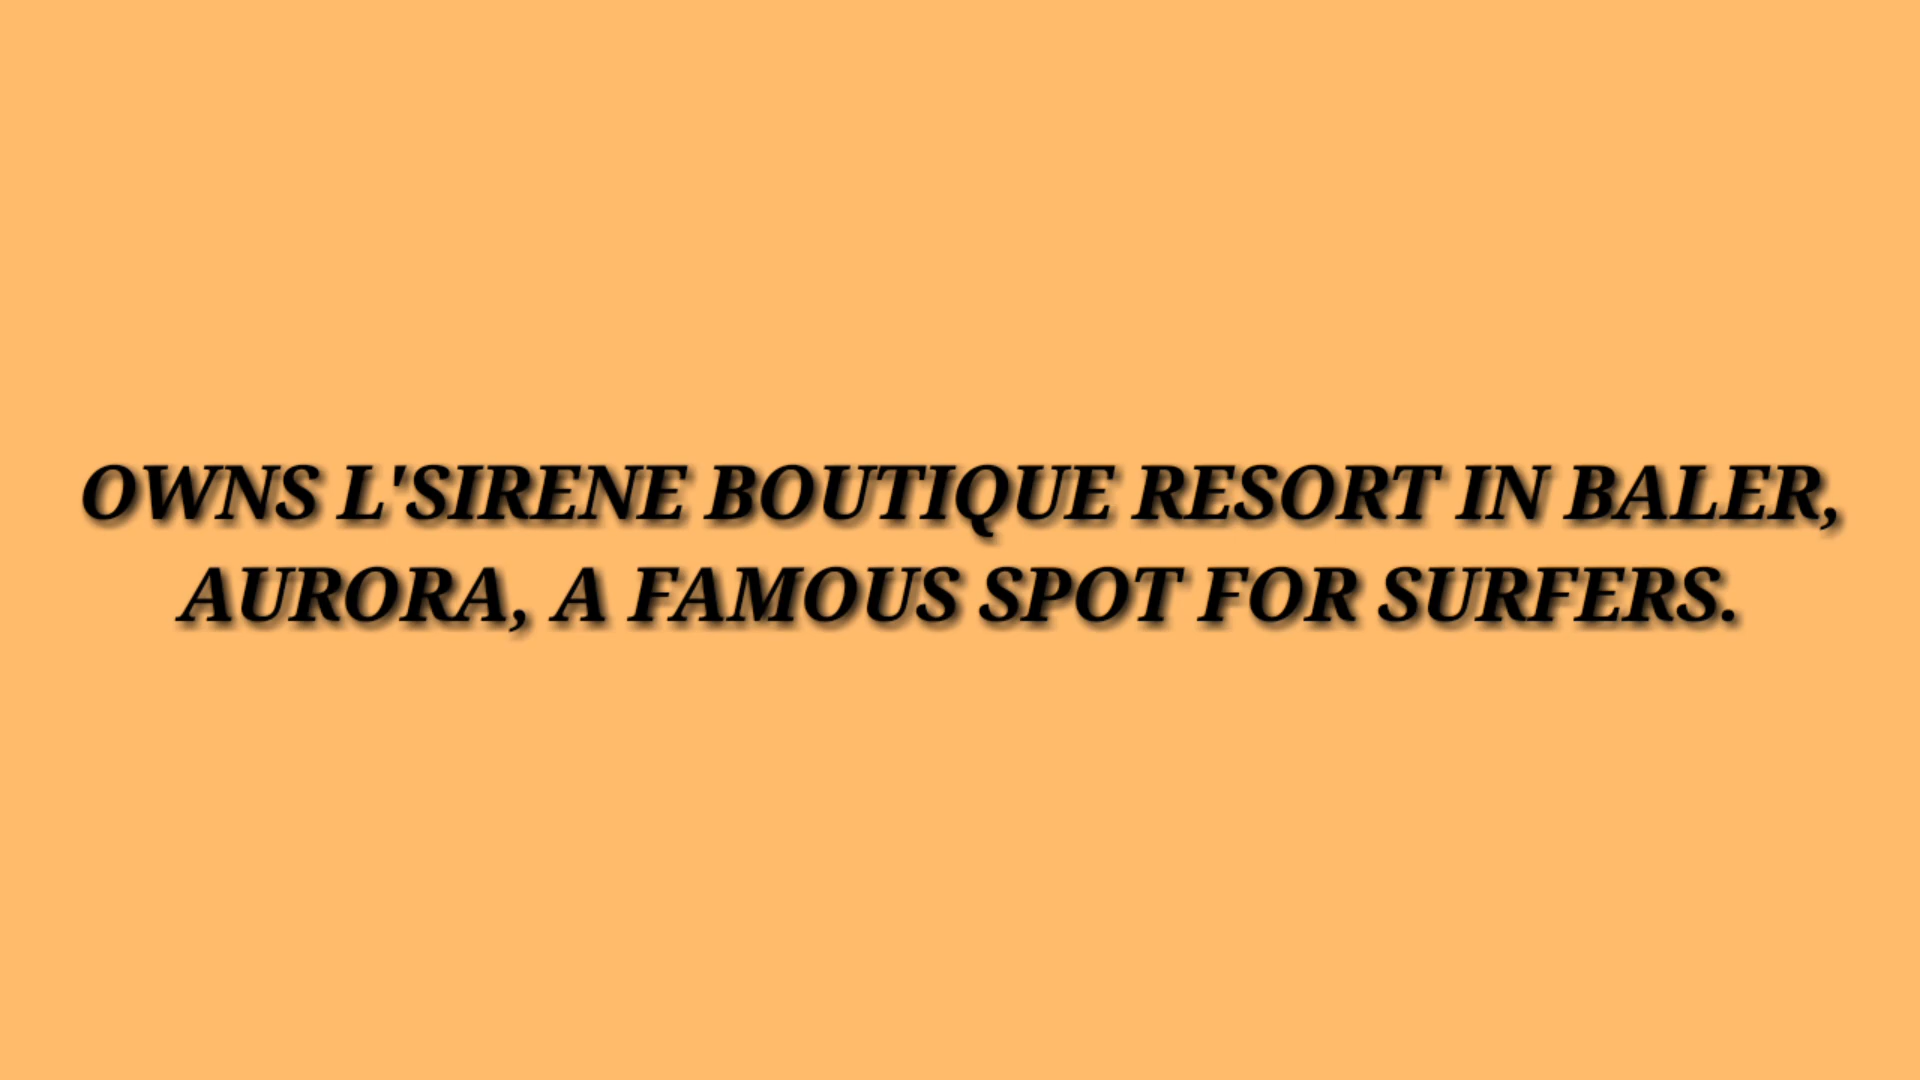 OWNS L'SIRENE BOUTIQUE RESORT IN BALER,
AURORA, A FAMOUS SPOT FOR SURFERS.